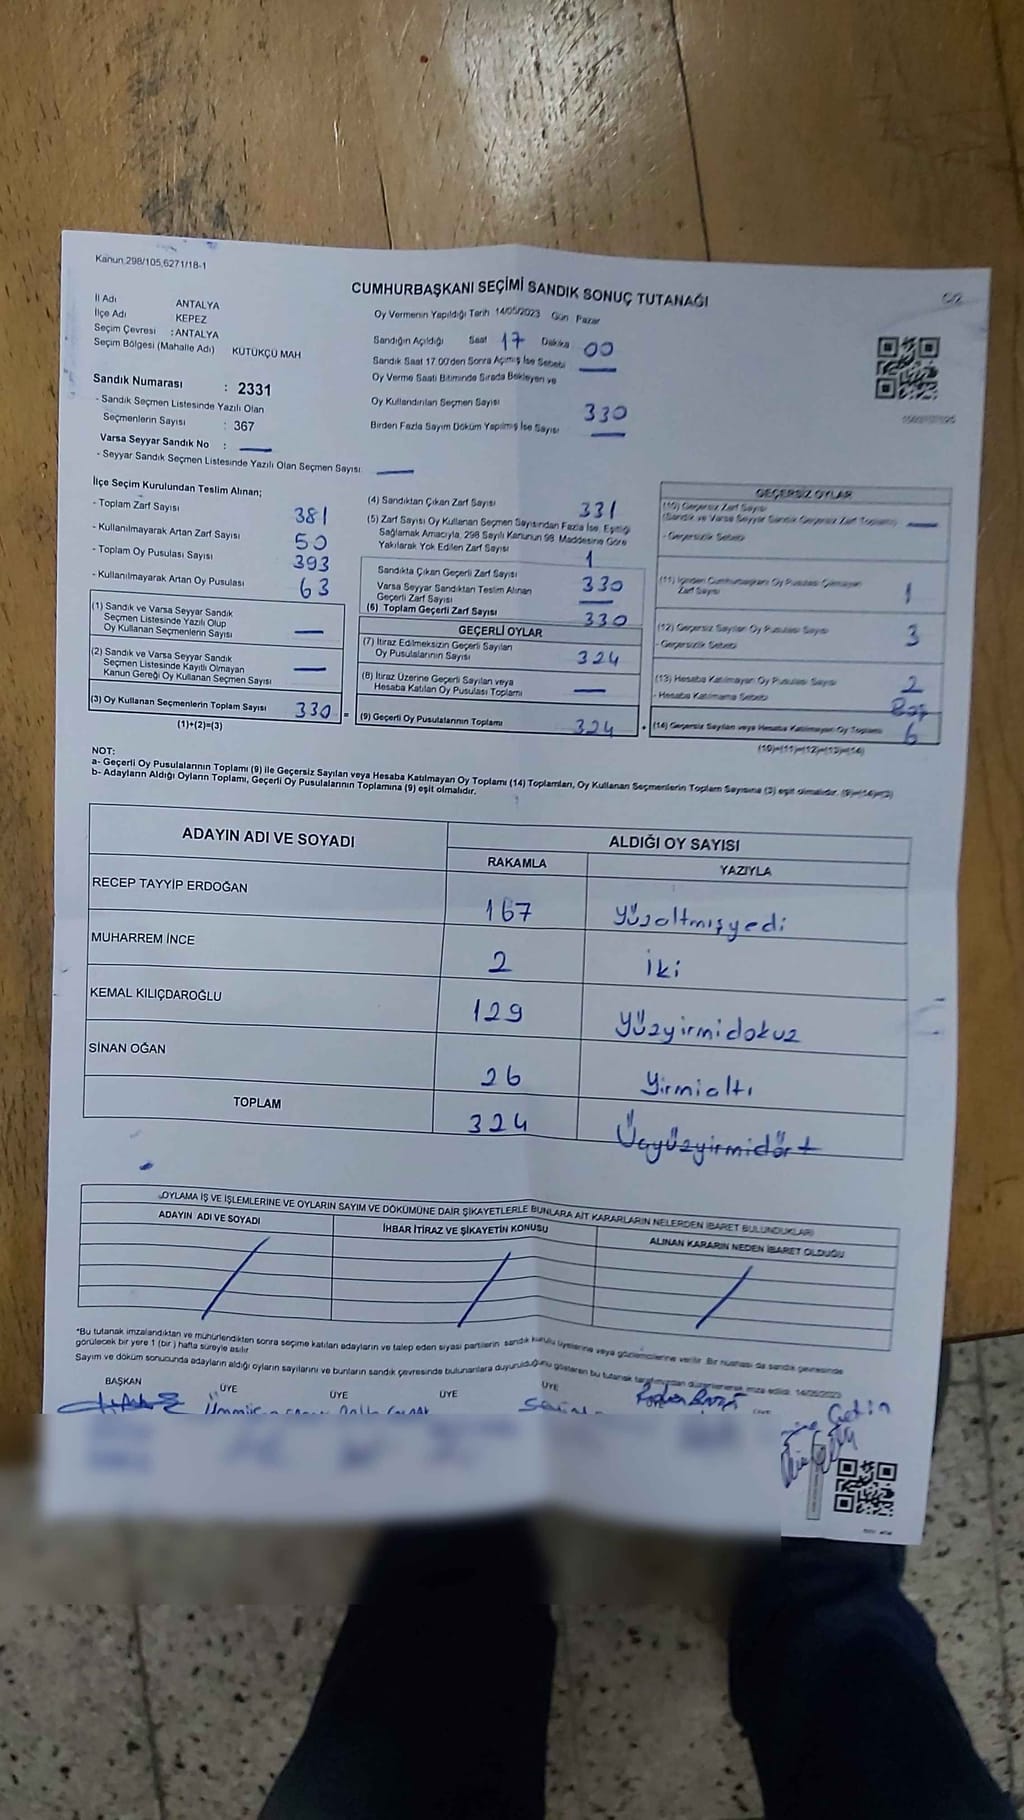 Kanun 298/105,6271/18-1
CUMHURBAŞKANI SEÇİMİ SANDIK SONUÇ TUTANAĞI
İl Adı ANTALYA
İlçe Adı KEPEZ
Seçim Çevresi : ANTALYA
Seçim Bölgesi (Mahalle Adı) KÜTÜKÇÜ MAH
Oy Vermenin Yapıldığı Tarih 14/05/2023 Gün Pazar
Sandığın Açıldığı Saat 17 Dakika 00
Sandık Saat 17.00'den Sonra Açılmış İse Sebebi
Oy Verme Saati Bitiminde Sırada Bekleyen ve
Oy Kullandırılan Seçmen Sayısı 330
Birden Fazla Sayım Döküm Yapılmış İse Sayısı
Sandık Numarası : 2331
- Sandık Seçmen Listesinde Yazılı Olan
Seçmenlerin Sayısı : 367
Varsa Seyyar Sandık No :
- Seyyar Sandık Seçmen Listesinde Yazılı Olan Seçmen Sayısı
İlçe Seçim Kurulundan Teslim Alınan;
- Toplam Zarf Sayısı 381
- Kullanılmayarak Artan Zarf Sayısı 50
- Toplam Oy Pusulası Sayısı 393
- Kullanılmayarak Artan Oy Pusulası 63
(1) Sandık ve Varsa Seyyar Sandık
Seçmen Listesinde Yazılı Olup
Oy Kullanan Seçmenlerin Sayısı
(2) Sandık ve Varsa Seyyar Sandık
Seçmen Listesinde Kayıtlı Olmayan
Kanun Gereği Oy Kullanan Seçmen Sayısı
(3) Oy Kullanan Seçmenlerin Toplam Sayısı 330 =
(1)+(2)=(3)
(4) Sandıktan Çıkan Zarf Sayısı 331
(5) Zarf Sayısı Oy Kullanan Seçmen Sayısından Fazla İse, Eşitliği
Sağlamak Amacıyla, 298 Sayılı Kanunun 98. Maddesine Göre
Yakılarak Yok Edilen Zarf Sayısı 1
Sandıkta Çıkan Geçerli Zarf Sayısı 330
Varsa Seyyar Sandıktan Teslim Alınan
Geçerli Zarf Sayısı
(6) Toplam Geçerli Zarf Sayısı 330
GEÇERLİ OYLAR
(7) İtiraz Edilmeksizin Geçerli Sayılan
Oy Pusulalarının Sayısı 324
(8) İtiraz Üzerine Geçerli Sayılan veya
Hesaba Katılan Oy Pusulası Toplamı
(9) Geçerli Oy Pusulalarının Toplamı 324 +
GEÇERSİZ OYLAR
(10) Geçersiz Zarf Sayısı
(Sandık ve Varsa Seyyar Sandık Geçersiz Zarf Toplamı)
- Geçersizlik Sebebi
(11) İçinden Cumhurbaşkanı Oy Pusulası Çıkmayan
Zarf Sayısı 1
(12) Geçersiz Sayılan Oy Pusulası Sayısı 3
- Geçersizlik Sebebi
(13) Hesaba Katılmayan Oy Pusulası Sayısı 2
- Hesaba Katılmama Sebebi Boş
(14) Geçersiz Sayılan veya Hesaba Katılmayan Oy Toplamı 6
(10)+(11)+(12)+(13)=(14)
NOT:
a- Geçerli Oy Pusulalarının Toplamı (9) ile Geçersiz Sayılan veya Hesaba Katılmayan Oy Toplamı (14) Toplamları, Oy Kullanan Seçmenlerin Toplam Sayısına (3) eşit olmalıdır. (9)+(14)=(3)
b- Adayların Aldığı Oyların Toplamı, Geçerli Oy Pusulalarının Toplamına (9) eşit olmalıdır.
ADAYIN ADI VE SOYADI ALDIĞI OY SAYISI
RAKAMLA YAZIYLA
RECEP TAYYİP ERDOĞAN 167 Yüzaltmışyedi
MUHARREM İNCE 2 İki
KEMAL KILIÇDAROĞLU 129 Yüzyirmidokuz
SİNAN OĞAN 26 Yirmialtı
TOPLAM 324 Üçyüzyirmidört
OYLAMA İŞ VE İŞLEMLERİNE VE OYLARIN SAYIM VE DÖKÜMÜNE DAİR ŞİKAYETLERLE BUNLARA AİT KARARLARIN NELERDEN İBARET BULUNDUKLARI
ADAYIN ADI VE SOYADI İHBAR İTİRAZ VE ŞİKAYETİN KONUSU ALINAN KARARIN NEDEN İBARET OLDUĞU
*Bu tutanak imzalandıktan ve mühürlendikten sonra seçime katılan adayların ve talep eden siyasi partilerin sandık kurulu üyelerine veya gözlemcilerine verilir. Bir nüshası da sandık çevresinde
görülecek bir yere 1 (bir) hafta süreyle asılır
Sayım ve döküm sonucunda adayların aldığı oyların sayılarını ve bunların sandık çevresinde bulunanlara duyurulduğunu gösteren bu tutanak tarafımızdan düzenlenerek imza edildi. 14/05/2023
BAŞKAN ÜYE ÜYE ÜYE ÜYE
Çetin